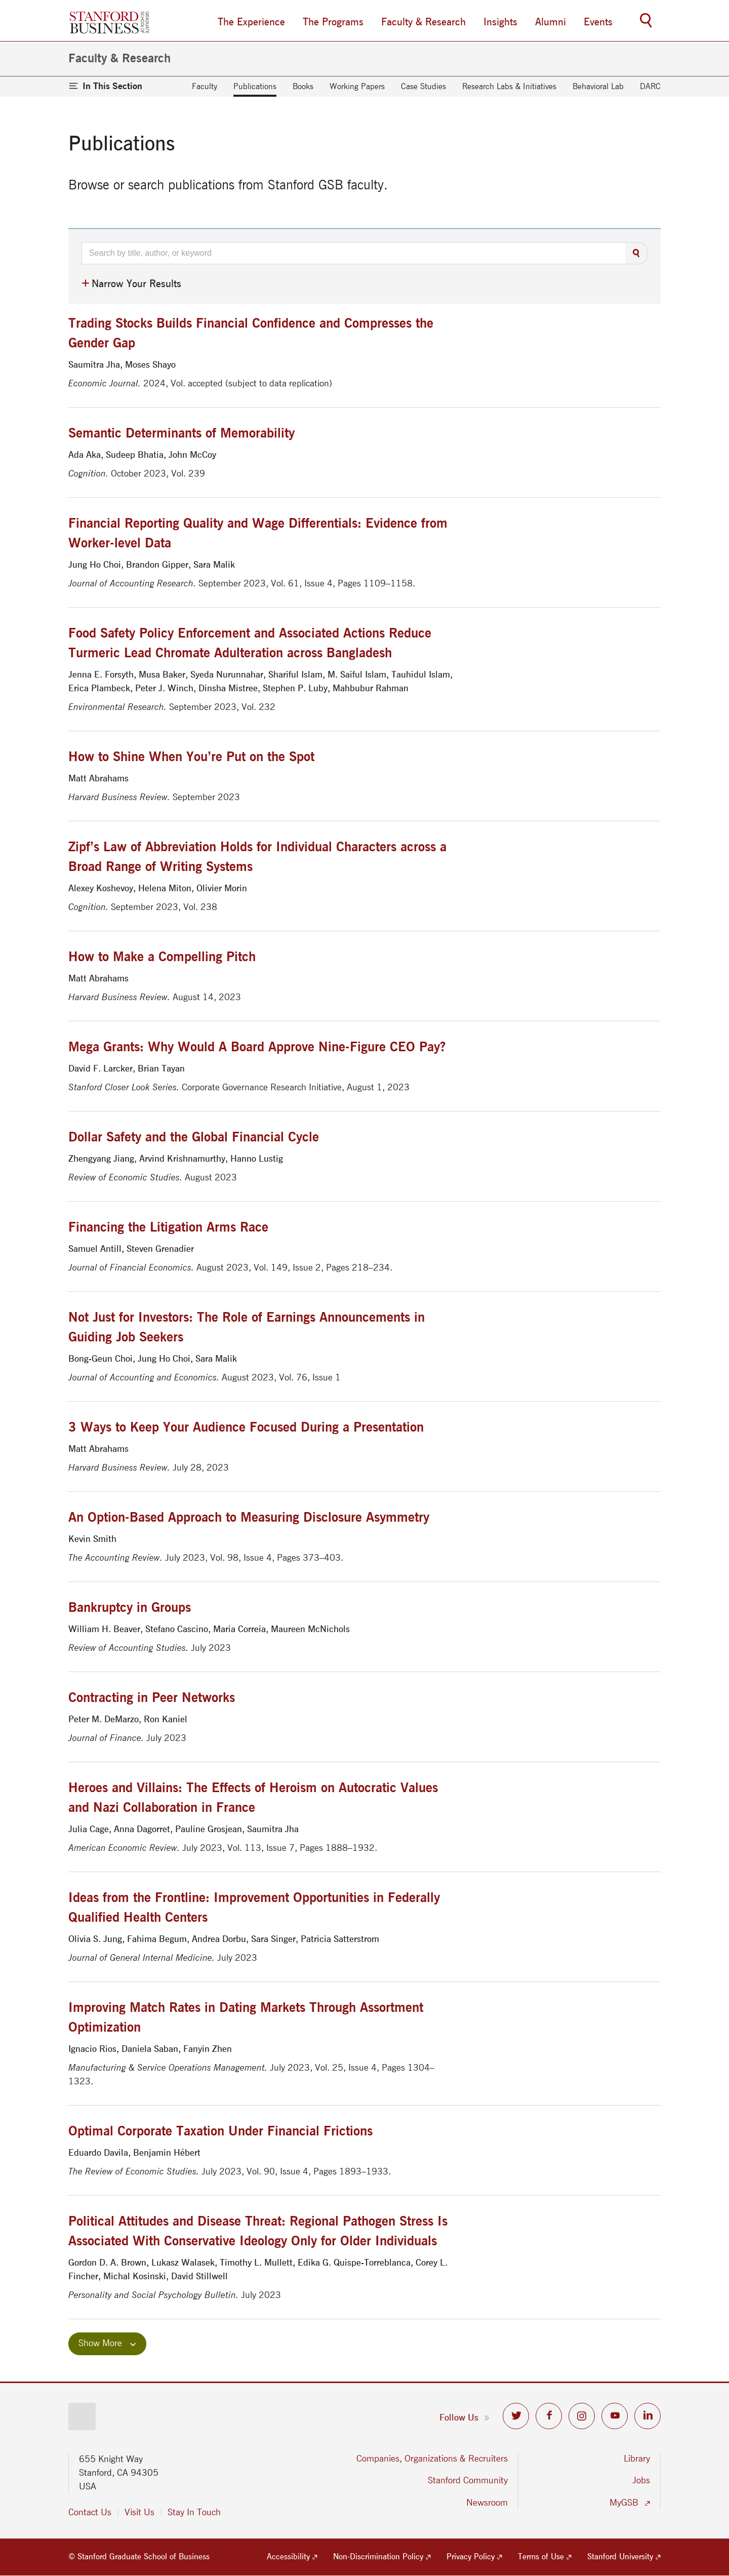 STANFORD
BUSINESS
The Experience The Programs Faculty & Research Insights Alumni Events
Faculty & Research
In This Section Faculty Publications Books Working Papers Case Studies Research Labs & Initiatives Behavioral Lab DARC
Publications
Browse or search publications from Stanford GSB faculty.
Search by title, author, or keyword
Narrow Your Results
Trading Stocks Builds Financial Confidence and Compresses the
Gender Gap
Saumitra Jha, Moses Shayo
Economic Journal. 2024, Vol. accepted (subject to data replication)
Semantic Determinants of Memorability
Ada Aka, Sudeep Bhatia, John McCoy
Cognition. October 2023, Vol. 239
Financial Reporting Quality and Wage Differentials: Evidence from
Worker-level Data
Jung Ho Choi, Brandon Gipper, Sara Malik
Journal of Accounting Research. September 2023, Vol. 61, Issue 4, Pages 1109–1158.
Food Safety Policy Enforcement and Associated Actions Reduce
Turmeric Lead Chromate Adulteration across Bangladesh
Jenna E. Forsyth, Musa Baker, Syeda Nurunnahar, Shariful Islam, M. Saiful Islam, Tauhidul Islam,
Erica Plambeck, Peter J. Winch, Dinsha Mistree, Stephen P. Luby, Mahbubur Rahman
Environmental Research. September 2023, Vol. 232
How to Shine When You’re Put on the Spot
Matt Abrahams
Harvard Business Review. September 2023
Zipf’s Law of Abbreviation Holds for Individual Characters across a
Broad Range of Writing Systems
Alexey Koshevoy, Helena Miton, Olivier Morin
Cognition. September 2023, Vol. 238
How to Make a Compelling Pitch
Matt Abrahams
Harvard Business Review. August 14, 2023
Mega Grants: Why Would A Board Approve Nine-Figure CEO Pay?
David F. Larcker, Brian Tayan
Stanford Closer Look Series. Corporate Governance Research Initiative, August 1, 2023
Dollar Safety and the Global Financial Cycle
Zhengyang Jiang, Arvind Krishnamurthy, Hanno Lustig
Review of Economic Studies. August 2023
Financing the Litigation Arms Race
Samuel Antill, Steven Grenadier
Journal of Financial Economics. August 2023, Vol. 149, Issue 2, Pages 218–234.
Not Just for Investors: The Role of Earnings Announcements in
Guiding Job Seekers
Bong-Geun Choi, Jung Ho Choi, Sara Malik
Journal of Accounting and Economics. August 2023, Vol. 76, Issue 1
3 Ways to Keep Your Audience Focused During a Presentation
Matt Abrahams
Harvard Business Review. July 28, 2023
An Option-Based Approach to Measuring Disclosure Asymmetry
Kevin Smith
The Accounting Review. July 2023, Vol. 98, Issue 4, Pages 373–403.
Bankruptcy in Groups
William H. Beaver, Stefano Cascino, Maria Correia, Maureen McNichols
Review of Accounting Studies. July 2023
Contracting in Peer Networks
Peter M. DeMarzo, Ron Kaniel
Journal of Finance. July 2023
Heroes and Villains: The Effects of Heroism on Autocratic Values
and Nazi Collaboration in France
Julia Cage, Anna Dagorret, Pauline Grosjean, Saumitra Jha
American Economic Review. July 2023, Vol. 113, Issue 7, Pages 1888–1932.
Ideas from the Frontline: Improvement Opportunities in Federally
Qualified Health Centers
Olivia S. Jung, Fahima Begum, Andrea Dorbu, Sara Singer, Patricia Satterstrom
Journal of General Internal Medicine. July 2023
Improving Match Rates in Dating Markets Through Assortment
Optimization
Ignacio Rios, Daniela Saban, Fanyin Zhen
Manufacturing & Service Operations Management. July 2023, Vol. 25, Issue 4, Pages 1304–
1323.
Optimal Corporate Taxation Under Financial Frictions
Eduardo Davila, Benjamin Hébert
The Review of Economic Studies. July 2023, Vol. 90, Issue 4, Pages 1893–1933.
Political Attitudes and Disease Threat: Regional Pathogen Stress Is
Associated With Conservative Ideology Only for Older Individuals
Gordon D. A. Brown, Lukasz Walasek, Timothy L. Mullett, Edika G. Quispe-Torreblanca, Corey L.
Fincher, Michal Kosinski, David Stillwell
Personality and Social Psychology Bulletin. July 2023
Show More
Follow Us
655 Knight Way
Stanford, CA 94305
USA
Contact Us Visit Us Stay In Touch
Companies, Organizations & Recruiters
Stanford Community
Newsroom
Library
Jobs
MyGSB
© Stanford Graduate School of Business Accessibility Non-Discrimination Policy Privacy Policy Terms of Use Stanford University